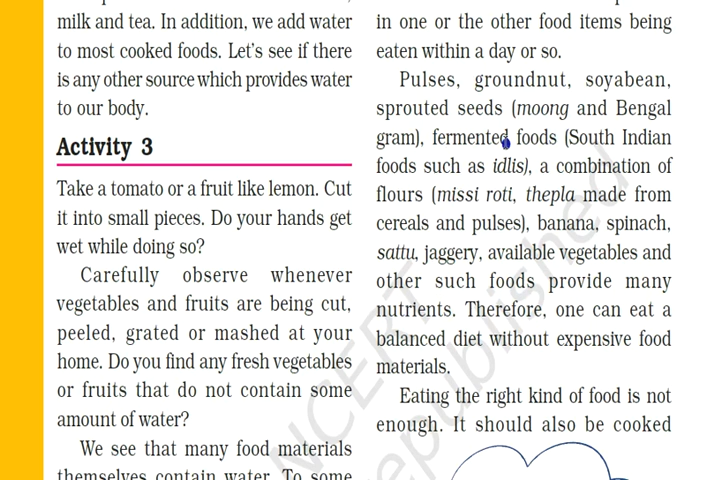 milk and tea. In addition, we add water
to most cooked foods. Let's see if there
is any other source which provides water
to our body.
Activity 3
Take a tomato or a fruit like lemon. Cut
it into small pieces. Do your hands get
wet while doing so?
Carefully observe whenever
vegetables and fruits are being cut,
peeled, grated or mashed at your
home. Do you find any fresh vegetables
or fruits that do not contain some
amount of water?
We see that many food materials
themselves contain water. To some
in one or the other food items being
eaten within a day or so.
Pulses, groundnut, soyabean,
sprouted seeds (moong and Bengal
gram), fermented foods (South Indian
foods such as idlis), a combination of
flours (missi roti, thepla made from
cereals and pulses), banana, spinach,
sattu, jaggery, available vegetables and
other such foods provide many
nutrients. Therefore, one can eat a
balanced diet without expensive food
materials.
Eating the right kind of food is not
enough. It should also be cooked
NCERT
republished